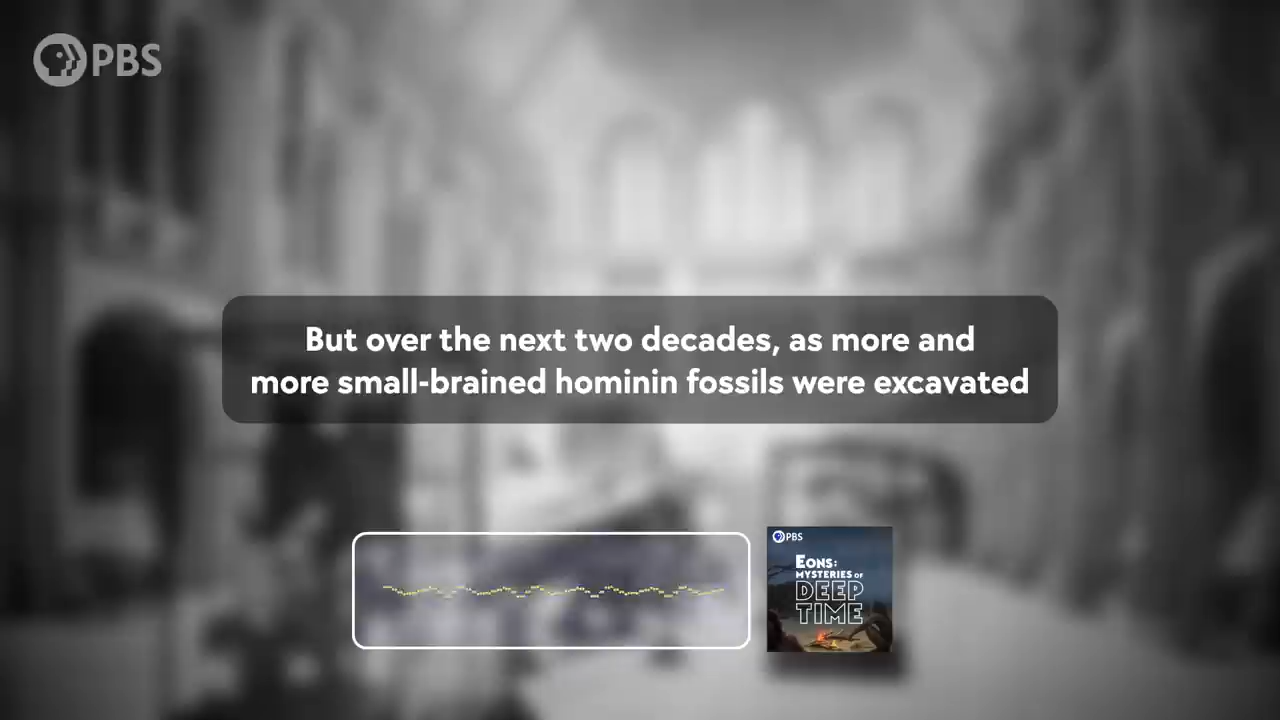 PBS
But over the next two decades, as more and
more small-brained hominin fossils were excavated
PBS
EONS:
MYSTERIES OF
DEEP
TIME